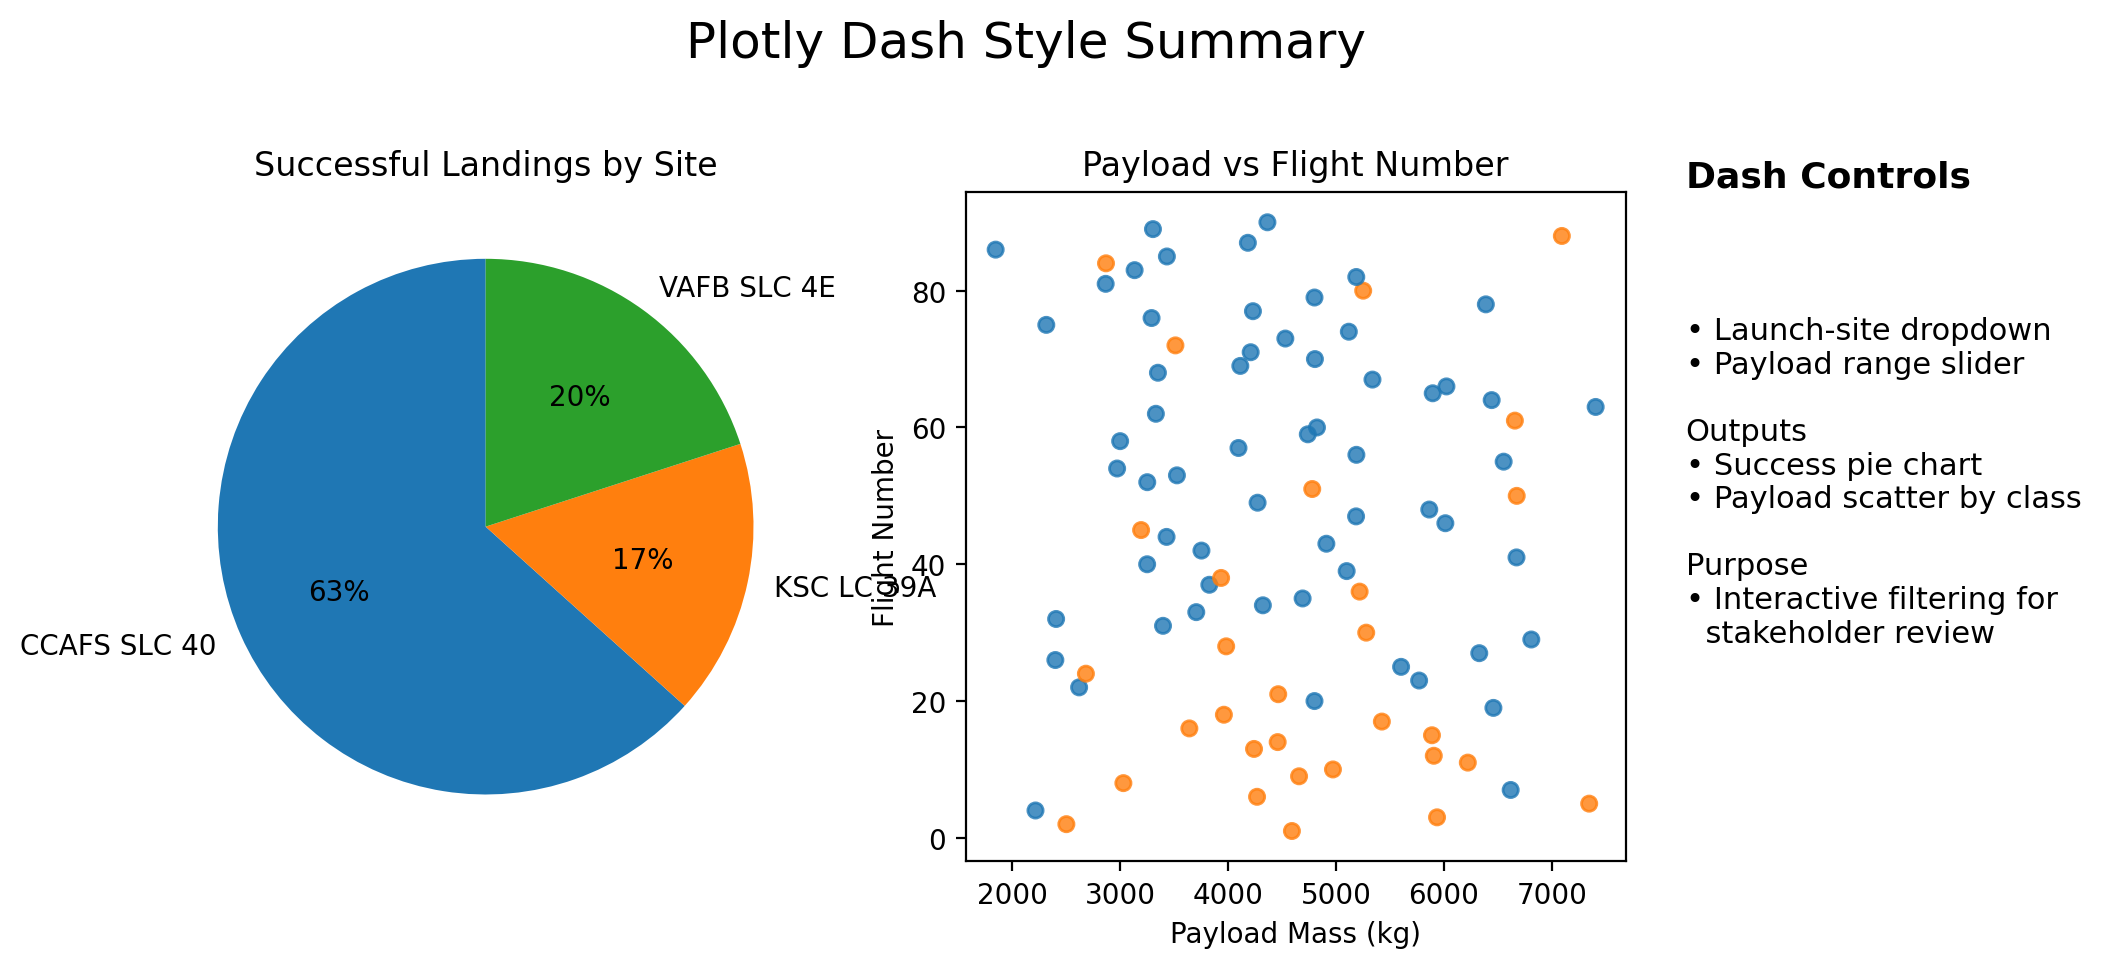 Plotly Dash Style Summary
Successful Landings by Site
VAFB SLC 4E
20%
17%
KSC LC 39A
63%
CCAFS SLC 40
Payload vs Flight Number
Flight Number
80
60
40
20
0
2000 3000 4000 5000 6000 7000
Payload Mass (kg)
Dash Controls
• Launch-site dropdown
• Payload range slider
Outputs
• Success pie chart
• Payload scatter by class
Purpose
• Interactive filtering for
stakeholder review